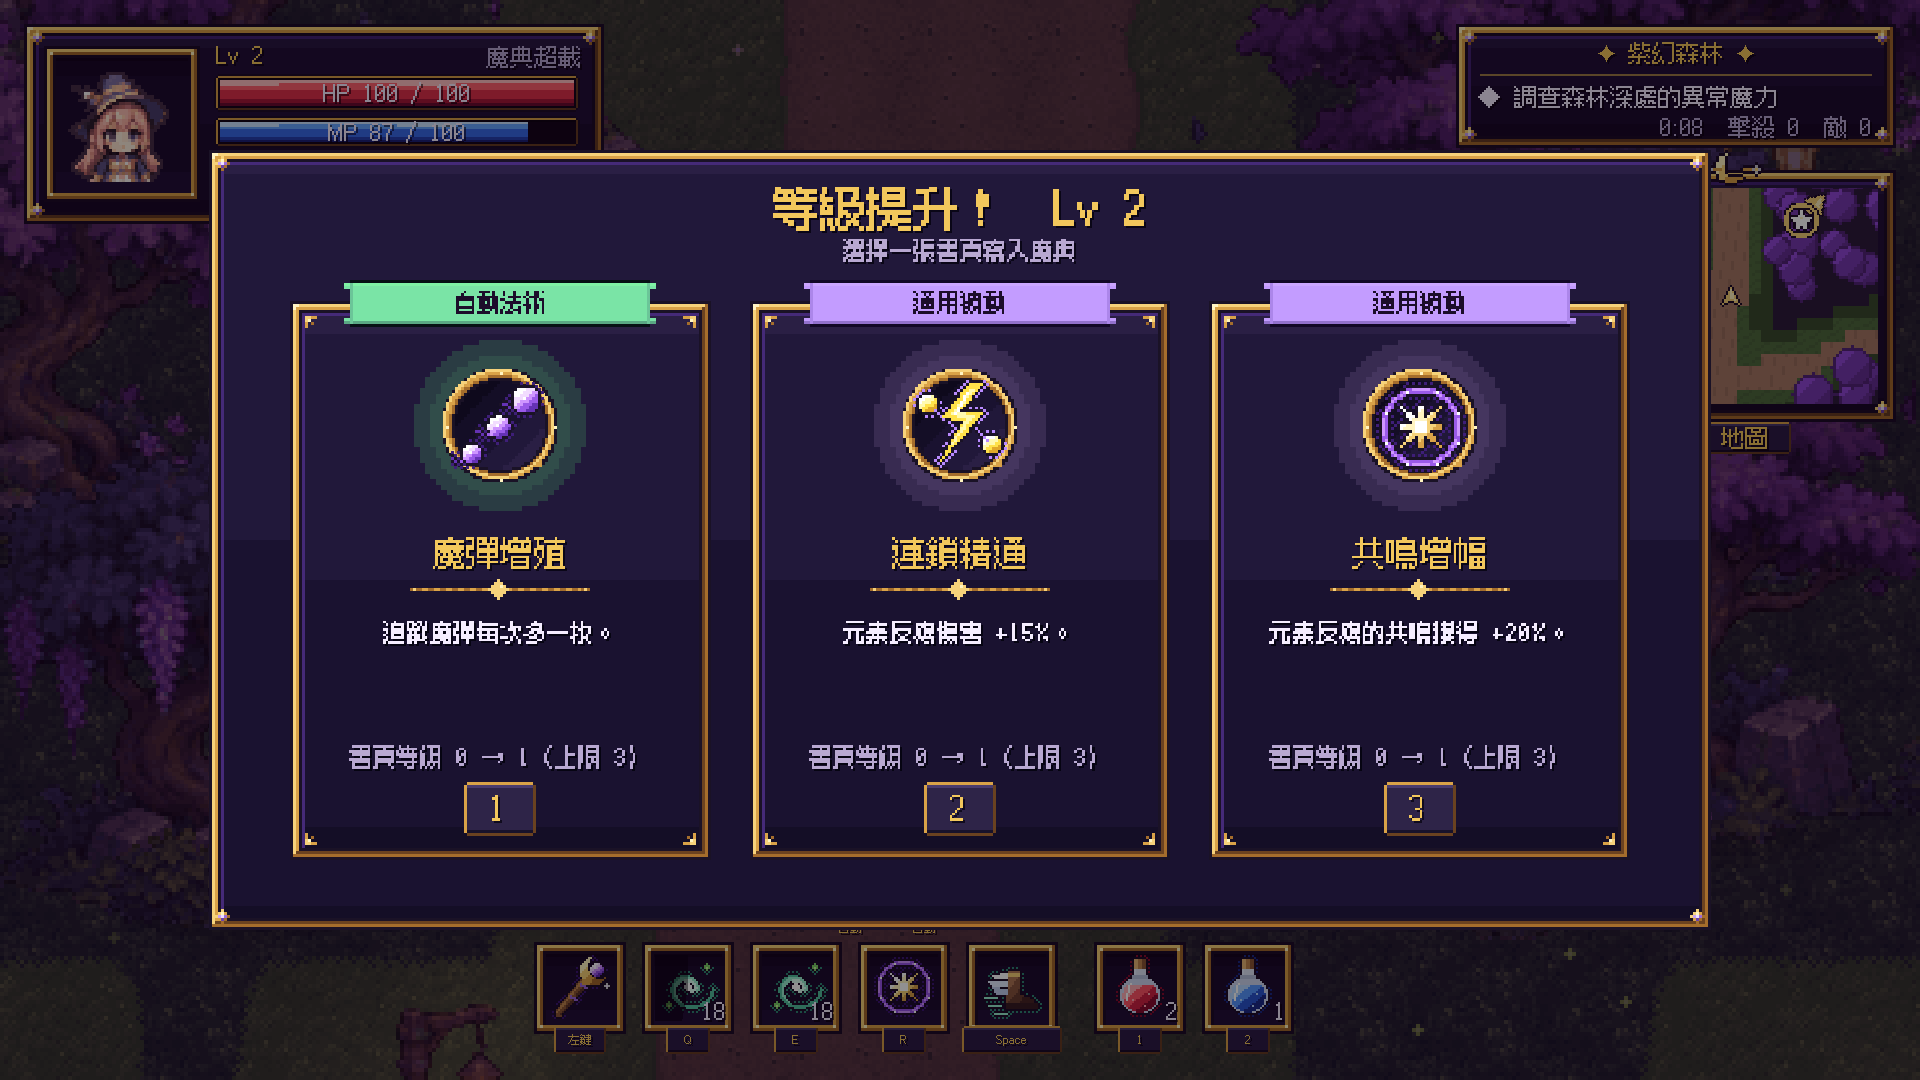 Lv 2
魔典超載
HP 100 / 100
MP 87 / 100
紫幻森林
調查森林深處的異常魔力
0:08 擊殺 0 敵 0
地圖
等級提升！ Lv 2
選擇一張書頁寫入魔典
自動法術
魔彈增殖
追蹤魔彈每次多一枚。
書頁等級 0 → 1 (上限 3)
1
通用被動
連鎖精通
元素反應傷害 +15%。
書頁等級 0 → 1 (上限 3)
2
通用被動
共鳴增幅
元素反應的共鳴獲得 +20%。
書頁等級 0 → 1 (上限 3)
3
18
18
2
1
左鍵
Q
E
R
Space
1
2